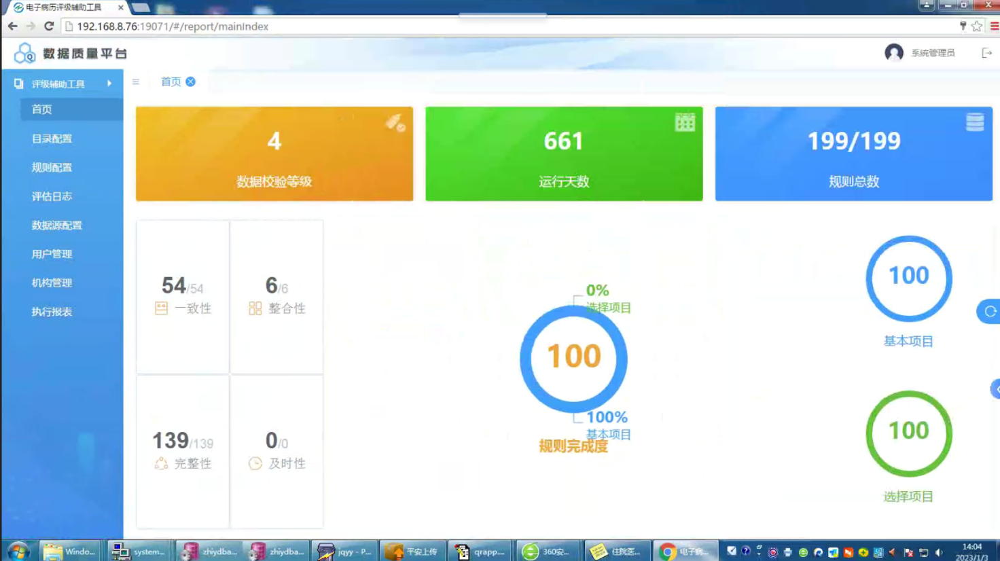 电子病历评级辅助工具
192.168.8.76:19071/#/report/mainIndex
数据质量平台
系统管理员
评级辅助工具
首页
首页
目录配置
规则配置
评估日志
数据源配置
用户管理
机构管理
执行报表
4
数据校验等级
661
运行天数
199/199
规则总数
54/54
一致性
6/6
整合性
139/139
完整性
0/0
及时性
0%
选择项目
100
100%
基本项目
规则完成度
100
基本项目
100
选择项目
Windo...
system...
zhiydba...
zhiydba...
jqyy - P...
平安上传
qrapp....
360安...
住院医...
电子病...
14:04
2023/1/3